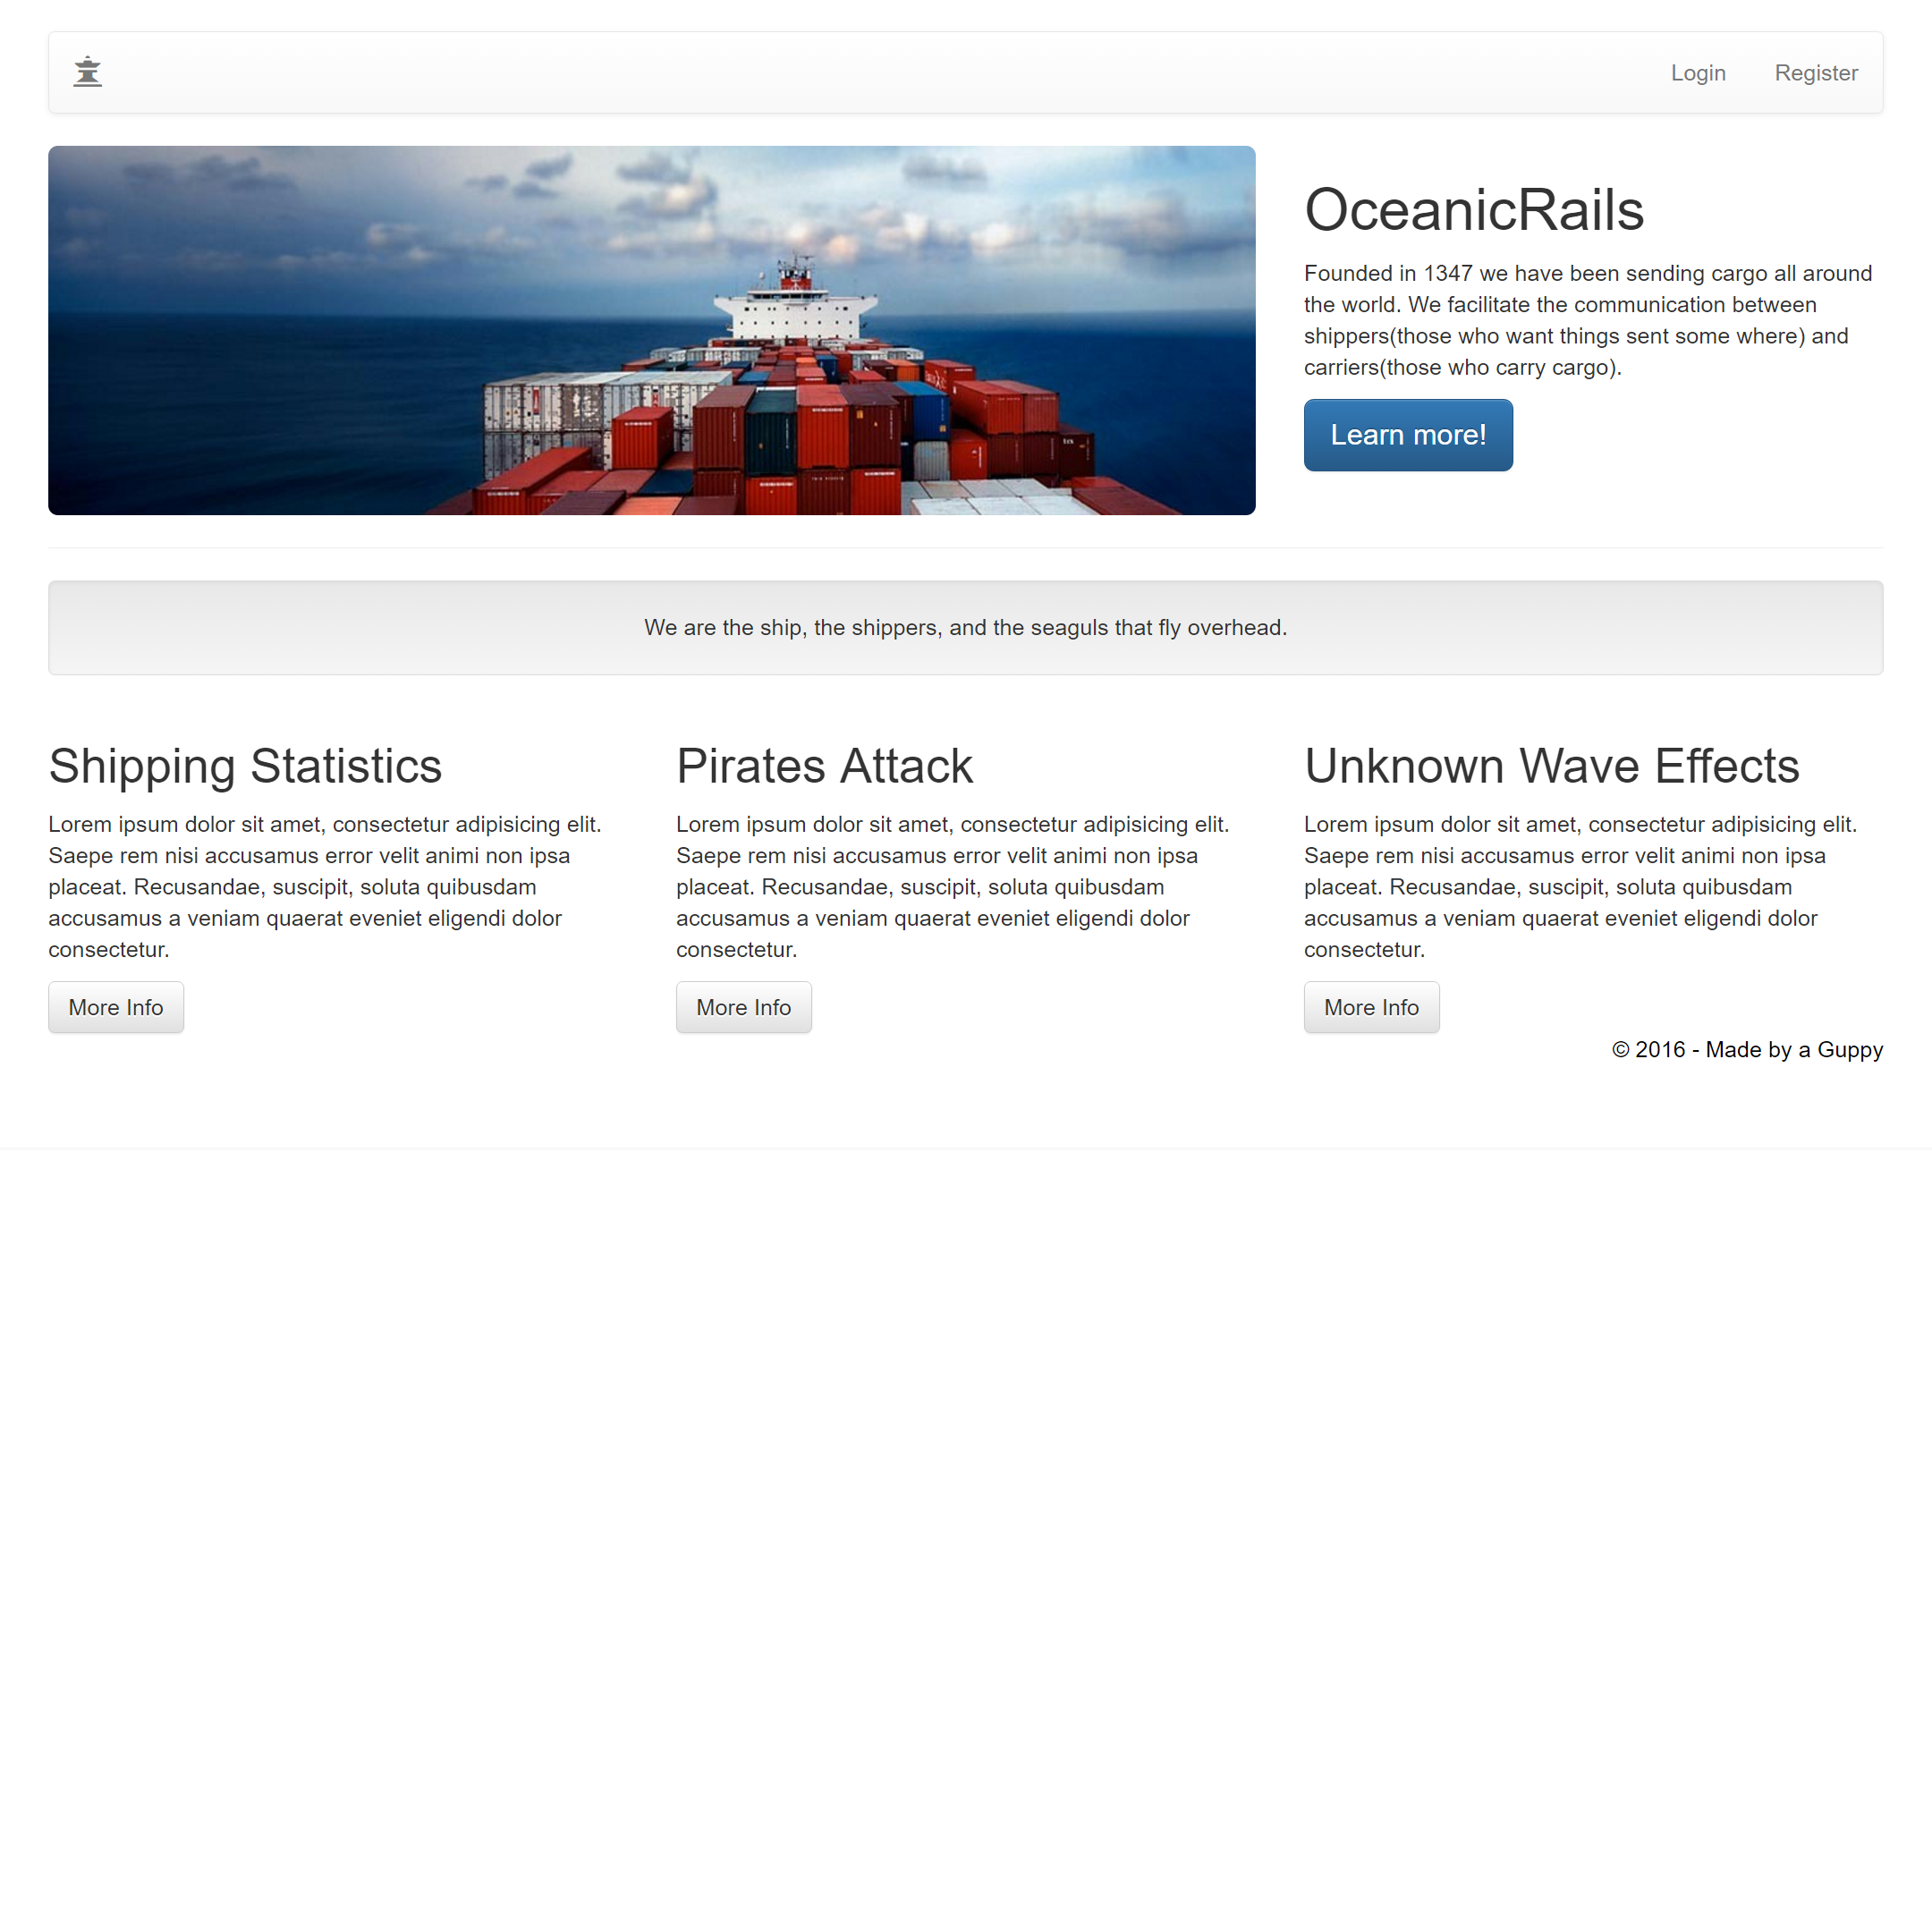 Login Register
OceanicRails
Founded in 1347 we have been sending cargo all around
the world. We facilitate the communication between
shippers(those who want things sent some where) and
carriers(those who carry cargo).
Learn more!
We are the ship, the shippers, and the seaguls that fly overhead.
Shipping Statistics
Lorem ipsum dolor sit amet, consectetur adipisicing elit.
Saepe rem nisi accusamus error velit animi non ipsa
placeat. Recusandae, suscipit, soluta quibusdam
accusamus a veniam quaerat eveniet eligendi dolor
consectetur.
More Info
Pirates Attack
Lorem ipsum dolor sit amet, consectetur adipisicing elit.
Saepe rem nisi accusamus error velit animi non ipsa
placeat. Recusandae, suscipit, soluta quibusdam
accusamus a veniam quaerat eveniet eligendi dolor
consectetur.
More Info
Unknown Wave Effects
Lorem ipsum dolor sit amet, consectetur adipisicing elit.
Saepe rem nisi accusamus error velit animi non ipsa
placeat. Recusandae, suscipit, soluta quibusdam
accusamus a veniam quaerat eveniet eligendi dolor
consectetur.
More Info
© 2016 - Made by a Guppy